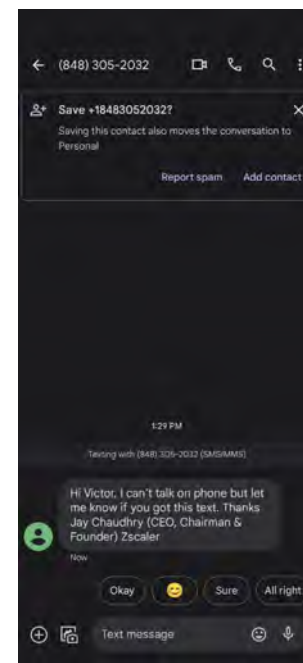 (848) 305-2032
Save +18483052032?
Saving this contact also moves the conversation to
Personal
Report spam Add contact
1:29 PM
Texting with (848) 305-2032 (SMS/MMS)
Hi Victor, I can't talk on phone but let
me know if you got this text. Thanks
Jay Chaudhry (CEO, Chairman &
Founder) Zscaler
Now
Okay 😊 Sure All right
Text message